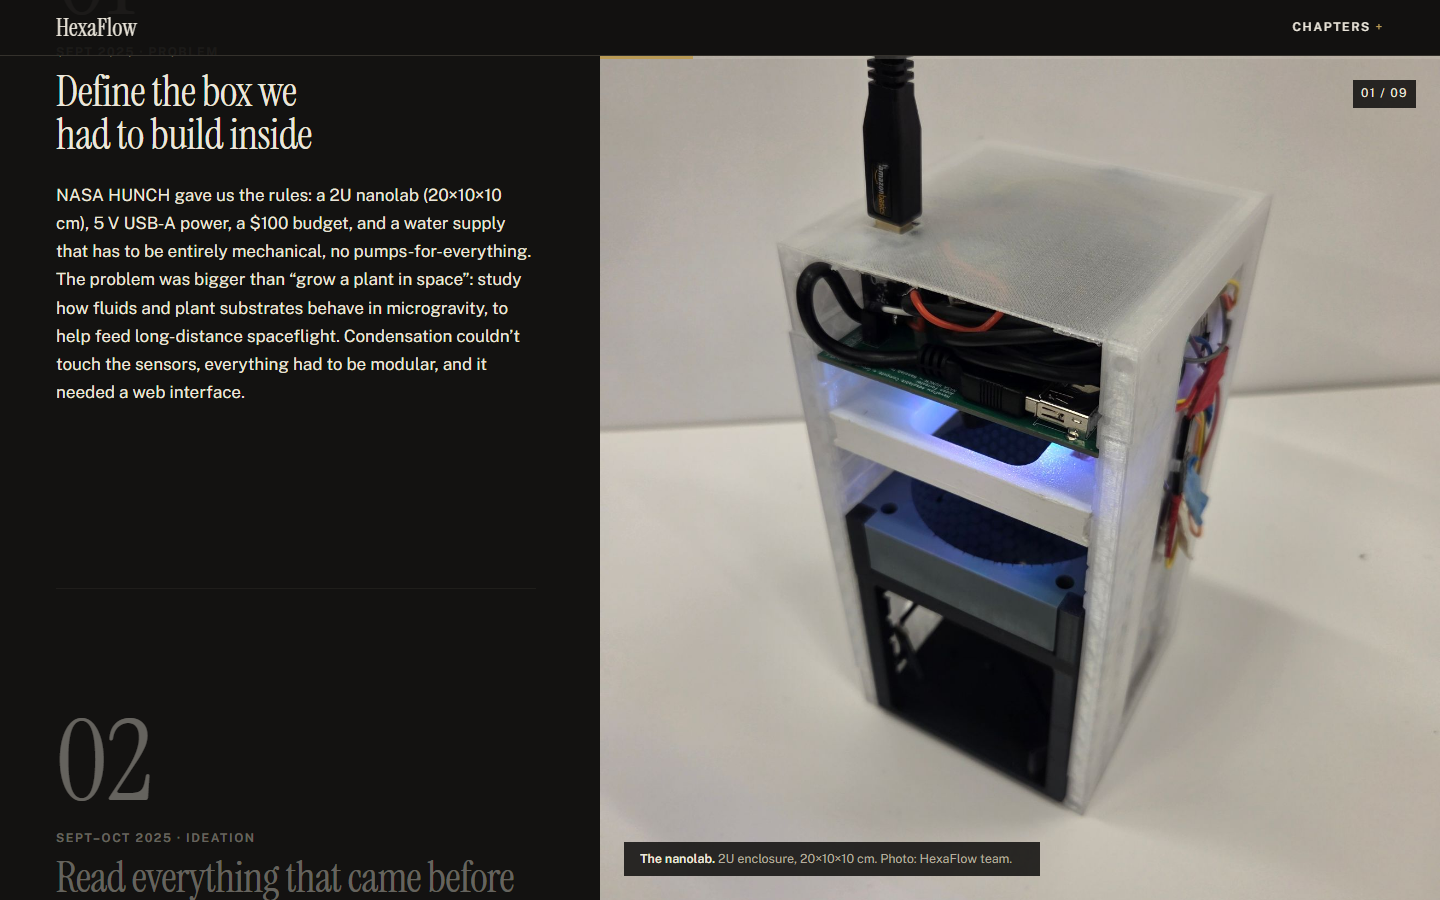 HexaFlow
CHAPTERS +
SEPT 2025 · PROBLEM
Define the box we
had to build inside
NASA HUNCH gave us the rules: a 2U nanolab (20×10×10
cm), 5 V USB-A power, a $100 budget, and a water supply
that has to be entirely mechanical, no pumps-for-everything.
The problem was bigger than “grow a plant in space”: study
how fluids and plant substrates behave in microgravity, to
help feed long-distance spaceflight. Condensation couldn’t
touch the sensors, everything had to be modular, and it
needed a web interface.
02
SEPT–OCT 2025 · IDEATION
Read everything that came before
01 / 09
amazonbasics
The nanolab. 2U enclosure, 20×10×10 cm. Photo: HexaFlow team.